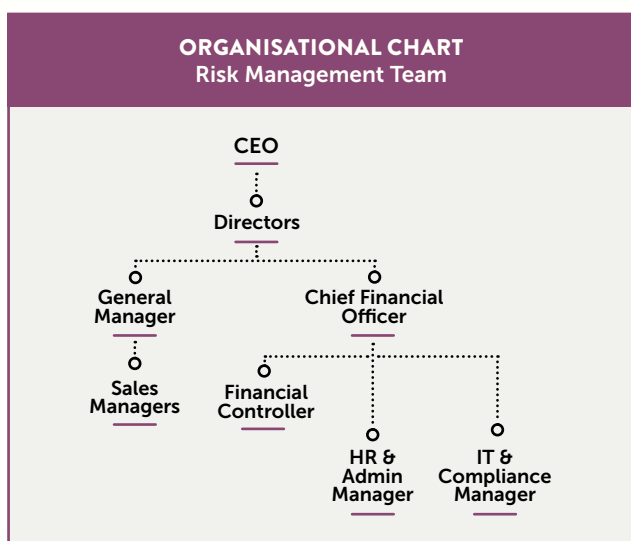 ORGANISATIONAL CHART
Risk Management Team
CEO
Directors
General
Manager
Chief Financial
Officer
Sales
Managers
Financial
Controller
HR &
Admin
Manager
IT &
Compliance
Manager